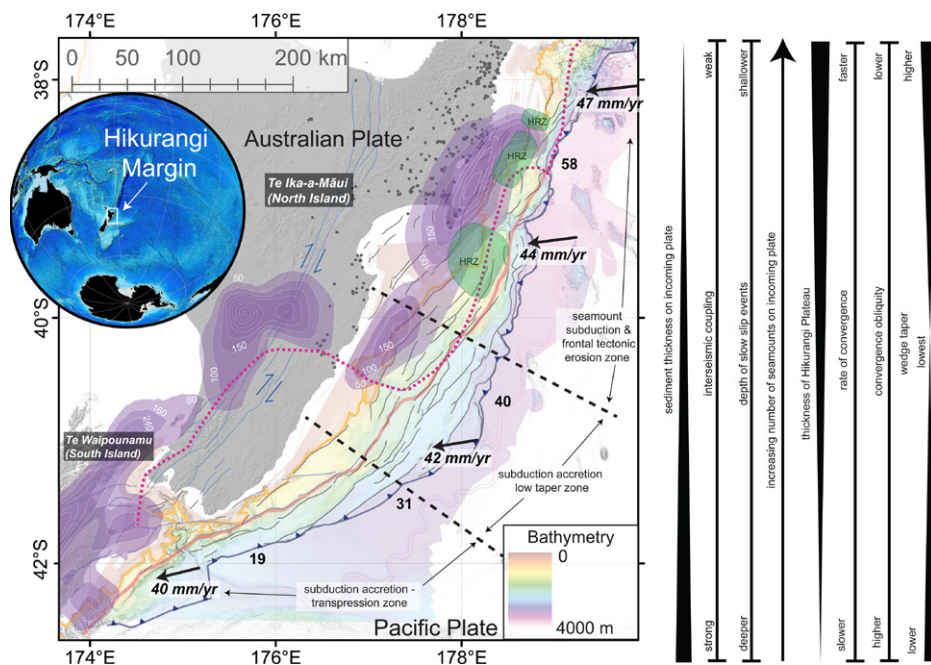 174°E
176°E
178°E
0
50
100
200 km
38°S
47 mm/yr
Hikurangi
Margin
Australian Plate
HRZ
HRZ
58
Te Ika-a-Māui
(North Island)
150
100
HRZ
44 mm/yr
60
40°S
150
100
150
100
50
seamount
subduction &
frontal tectonic
erosion zone
80
160
240
40
Te Waipounamu
(South Island)
42 mm/yr
31
subduction accretion
low taper zone
42°S
19
40 mm/yr
subduction accretion -
transpression zone
Bathymetry
0
4000 m
Pacific Plate
174°E
176°E
178°E
sediment thickness on incoming plate
weak
interseismic coupling
strong
shallower
depth of slow slip events
deeper
increasing number of seamounts on incoming plate
thickness of Hikurangi Plateau
faster
rate of convergence
slower
lower
convergence obliquity
higher
higher
wedge taper
lowest
lower